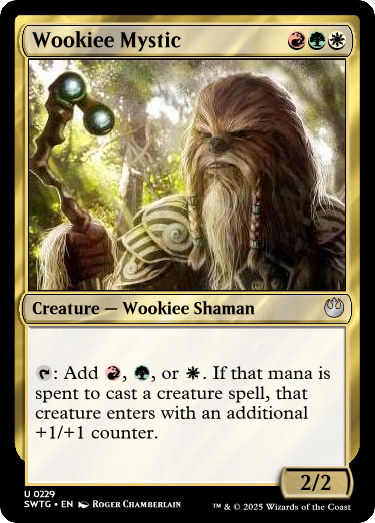 Wookiee Mystic
Creature — Wookiee Shaman
: Add , , or . If that mana is
spent to cast a creature spell, that
creature enters with an additional
+1/+1 counter.
2/2
U 0229
SWTG • EN Roger Chamberlain
™ & © 2025 Wizards of the Coast